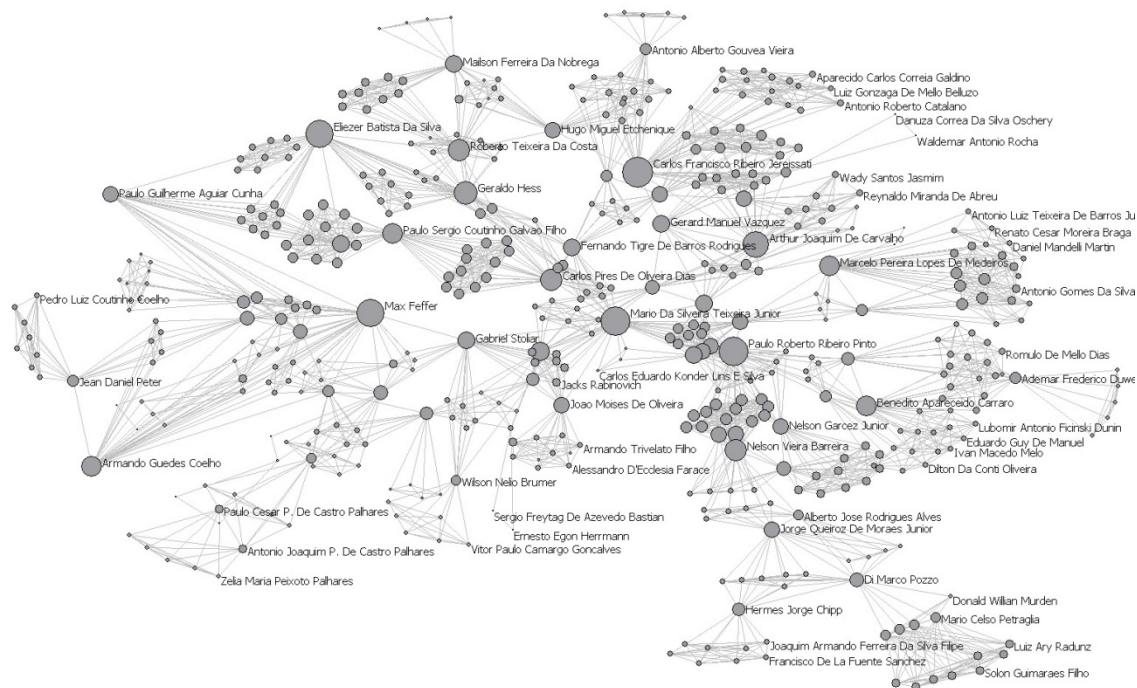 Antonio Alberto Gouvea Vieira
Mailson Ferreira Da Nobrega
Aparecido Carlos Correia Galdino
Luiz Gonzaga De Mello Belluzo
Antonio Roberto Catalano
Danuza Correa Da Silva Oschery
Eliezer Batista Da Silva
Hugo Miguel Etchenique
Waldemar Antonio Rocha
Roberto Teixeira Da Costa
Carlos Francisco Ribeiro Jereissati
Wady Santos Jasmim
Paulo Guilherme Aguiar Cunha
Geraldo Hess
Reynaldo Miranda De Abreu
Antonio Luiz Teixeira De Barros Ju
Gerard Manuel Vazquez
Renato Cesar Moreira Braga
Paulo Sergio Coutinho Galvao Filho
Arthur Joaquim De Carvalho
Fernando Tigre De Barros Rodrigues
Daniel Mandelli Martin
Marcelo Pereira Lopes De Medeiros
Carlos Pires De Oliveira Dias
Antonio Gomes Da Silva
Pedro Luiz Coutinho Coelho
Max Feffer
Mario Da Silveira Teixeira Junior
Gabriel Stoliar
Paulo Roberto Ribeiro Pinto
Romulo De Mello Dias
Carlos Eduardo Konder Lins E Silva
Jean Daniel Peter
Jacks Rabinovich
Ademar Frederico Duwe
Joao Moises De Oliveira
Benedito Apareceido Carraro
Nelson Garcez Junior
Lubomir Antonio Ficinski Dunin
Eduardo Guy De Manuel
Armando Trivelato Filho
Nelson Vieira Barreira
Ivan Macedo Melo
Armando Guedes Coelho
Alessandro D'Ecclesia Farace
Dilton Da Conti Oliveira
Wilson Nelio Brumer
Paulo Cesar P. De Castro Palhares
Sergio Freytag De Azevedo Bastian
Alberto Jose Rodrigues Alves
Ernesto Egon Herrmann
Jorge Queiroz De Moraes Junior
Antonio Joaquim P. De Castro Palhares
Vitor Paulo Camargo Goncalves
Zelia Maria Peixoto Palhares
Di Marco Pozzo
Donald Willian Murden
Hermes Jorge Chipp
Mario Celso Petraglia
Joaquim Armando Ferreira Da Silva Filipe
Luiz Ary Radunz
Francisco De La Fuente Sanchez
Solon Guimaraes Filho